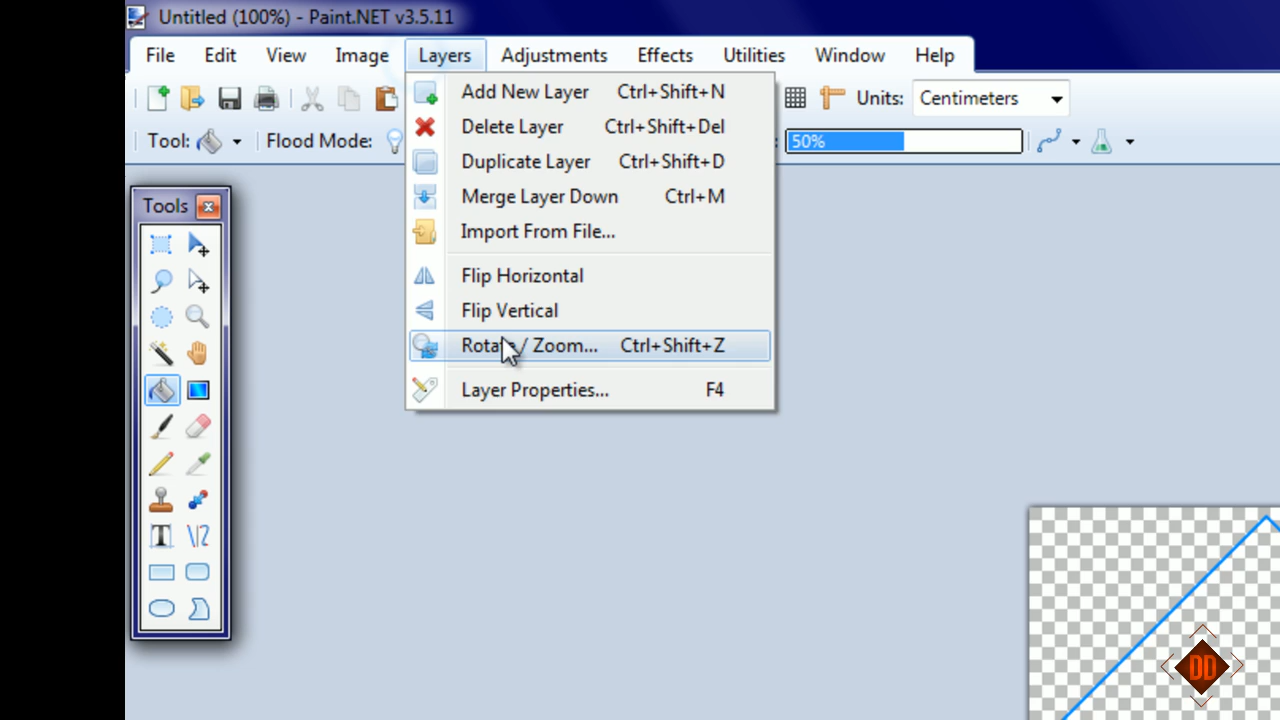 Untitled (100%) - Paint.NET v3.5.11
File Edit View Image Layers Adjustments Effects Utilities Window Help
Add New Layer Ctrl+Shift+N
Units: Centimeters
Delete Layer Ctrl+Shift+Del
Tool: Flood Mode: 50%
Duplicate Layer Ctrl+Shift+D
Merge Layer Down Ctrl+M
Tools
Import From File...
Flip Horizontal
Flip Vertical
Rotate / Zoom... Ctrl+Shift+Z
Layer Properties... F4
DD